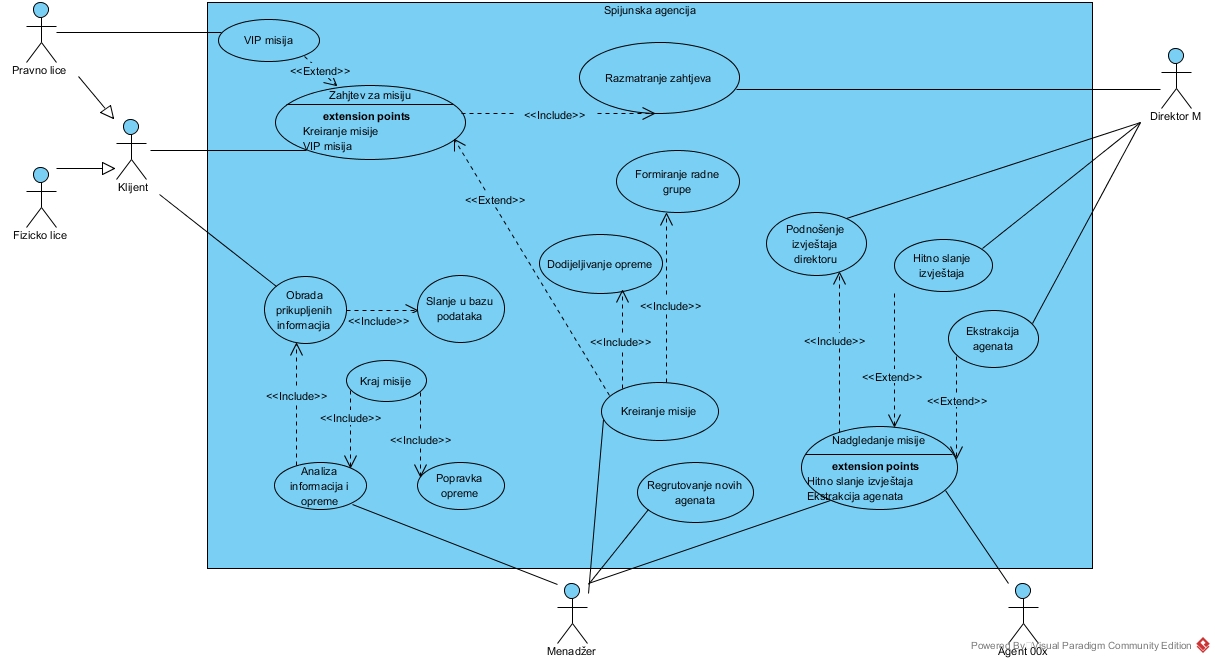 Spijunska agencija
Pravno lice
VIP misija
<<Extend>>
Zahjtev za misiju
extension points
Kreiranje misije
VIP misija
<<Include>>
Razmatranje zahtjeva
Direktor M
Klijent
Fizicko lice
<<Extend>>
Formiranje radne
grupe
Dodijeljivanje opreme
Podnošenje
izvještaja
direktoru
Hitno slanje
izvještaja
Obrada
prikupljenih
informacjia
<<Include>>
Slanje u bazu
podataka
<<Include>>
<<Include>>
<<Include>>
Ekstrakcija
agenata
<<Extend>>
<<Extend>>
<<Include>>
Kraj misije
<<Include>>
<<Include>>
Kreiranje misije
Analiza
informacija i
opreme
Popravka
opreme
Regrutovanje novih
agenata
Nadgledanje misije
extension points
Hitno slanje izvještaja
Ekstrakcija agenata
Menadžer
Agent 00x
Powered By Visual Paradigm Community Edition